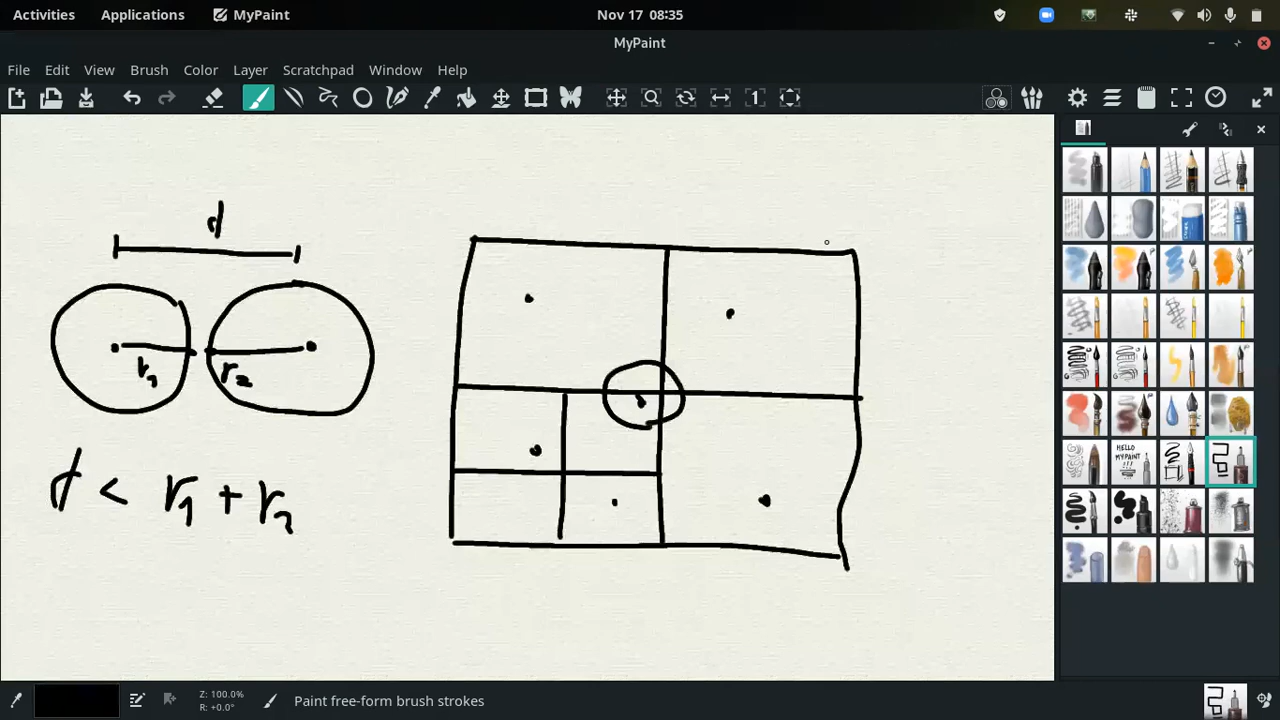 Activities Applications MyPaint Nov 17 08:35
MyPaint
File Edit View Brush Color Layer Scratchpad Window Help
1
d
r1 r2
d < r1 + r2
HELLO
MYPAINT
Z: 100.0%
R: +0.0°
Paint free-form brush strokes